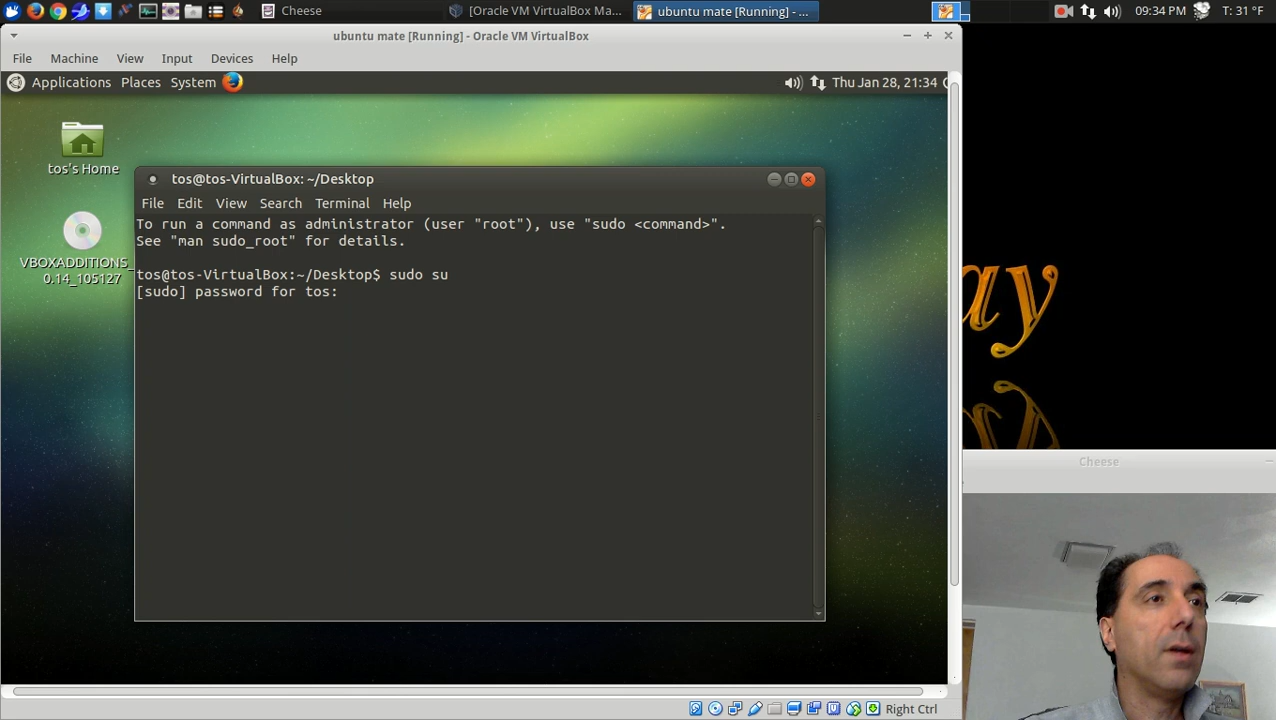 Cheese
[Oracle VM VirtualBox Ma...
ubuntu mate [Running] - ...
09:34 PM
T: 31 °F
ubuntu mate [Running] - Oracle VM VirtualBox
File Machine View Input Devices Help
Applications Places System
Thu Jan 28, 21:34
tos's Home
VBOXADDITIONS_
0.14_105127
tos@tos-VirtualBox: ~/Desktop
File Edit View Search Terminal Help
To run a command as administrator (user "root"), use "sudo <command>".
See "man sudo_root" for details.
tos@tos-VirtualBox:~/Desktop$ sudo su
[sudo] password for tos:
ay
Cheese
Right Ctrl